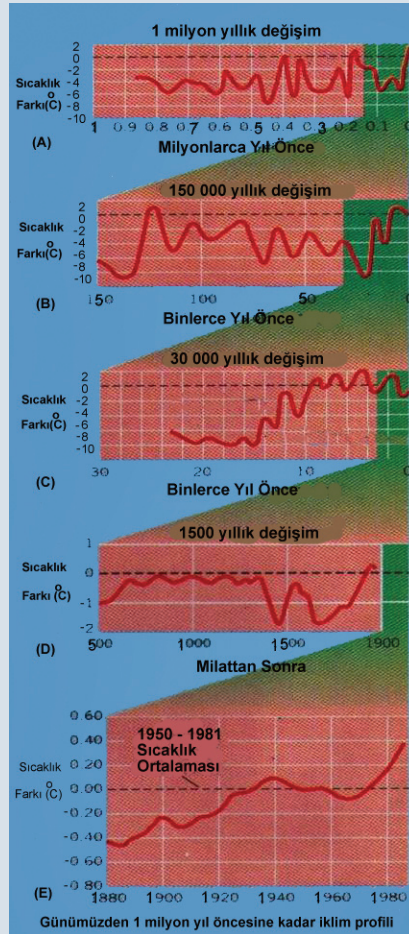 1 milyon yıllık değişim
2
0
-2
-4
-6
-8
-10
Sıcaklık
Farkı(C)
o
1 0.9 0.8 0.7 0.6 5 0.4 3 0.2 0.1 0
(A)
Milyonlarca Yıl Önce
150 000 yıllık değişim
2
0
-2
-4
-6
-8
-10
Sıcaklık
Farkı(C)
o
150 100 50 0
(B)
Binlerce Yıl Önce
30 000 yıllık değişim
2
0
-2
-4
-6
-8
-10
Sıcaklık
Farkı(C)
o
30 20 10 0
(C)
Binlerce Yıl Önce
1500 yıllık değişim
1
0
-1
-2
Sıcaklık
Farkı (C)
o
500 1000 1500 1900
(D)
Milattan Sonra
0.60
0.40
0.20
0.00
-0.20
-0.40
-0.60
-0.80
1950 - 1981
Sıcaklık
Ortalaması
Sıcaklık
Farkı (C)
o
(E)
1880 1900 1920 1940 1960 1980
Günümüzden 1 milyon yıl öncesine kadar iklim profili